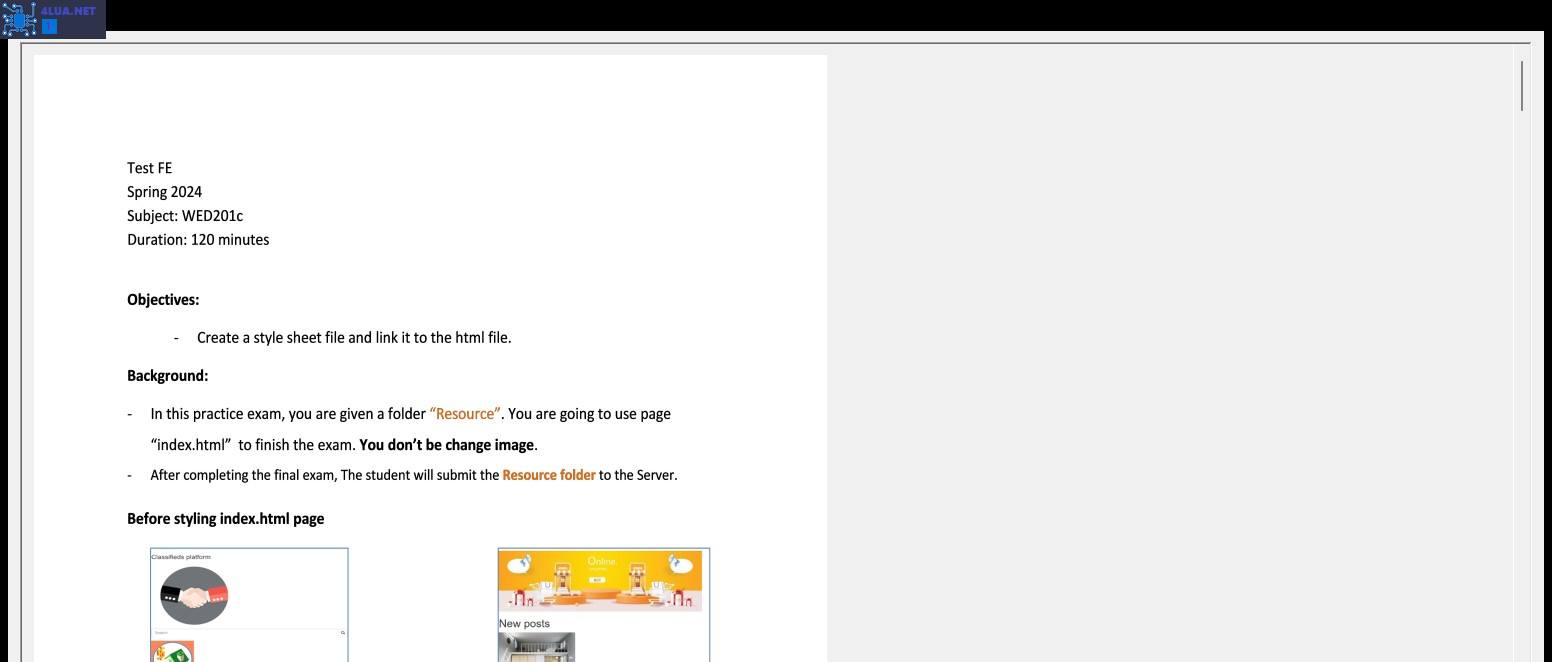 4LUA.NET
Test FE
Spring 2024
Subject: WED201c
Duration: 120 minutes
Objectives:
- Create a style sheet file and link it to the html file.
Background:
- In this practice exam, you are given a folder “Resource”. You are going to use page
“index.html” to finish the exam. You don’t be change image.
- After completing the final exam, The student will submit the Resource folder to the Server.
Before styling index.html page
Classifieds platform
Online
New posts